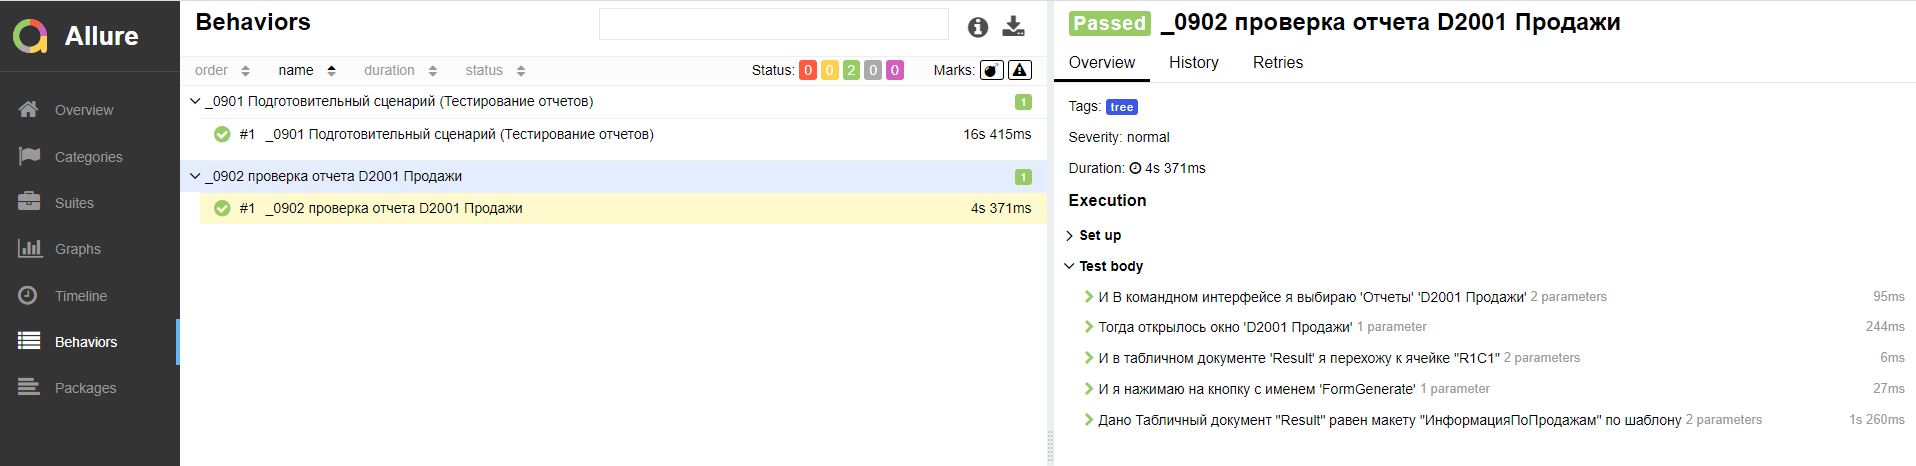 Allure
Overview
Categories
Suites
Graphs
Timeline
Behaviors
Packages
Behaviors
order name duration status Status: 0 0 2 0 0 Marks:
_0901 Подготовительный сценарий (Тестирование отчетов) 1
#1 _0901 Подготовительный сценарий (Тестирование отчетов) 16s 415ms
_0902 проверка отчета D2001 Продажи 1
#1 _0902 проверка отчета D2001 Продажи 4s 371ms
Passed _0902 проверка отчета D2001 Продажи
Overview History Retries
Tags: tree
Severity: normal
Duration: 4s 371ms
Execution
Set up
Test body
И В командном интерфейсе я выбираю 'Отчеты' 'D2001 Продажи' 2 parameters 95ms
Тогда открылось окно 'D2001 Продажи' 1 parameter 244ms
И в табличном документе 'Result' я перехожу к ячейке "R1C1" 2 parameters 6ms
И я нажимаю на кнопку с именем 'FormGenerate' 1 parameter 27ms
Дано Табличный документ "Result" равен макету "ИнформацияПоПродажам" по шаблону 2 parameters 1s 260ms